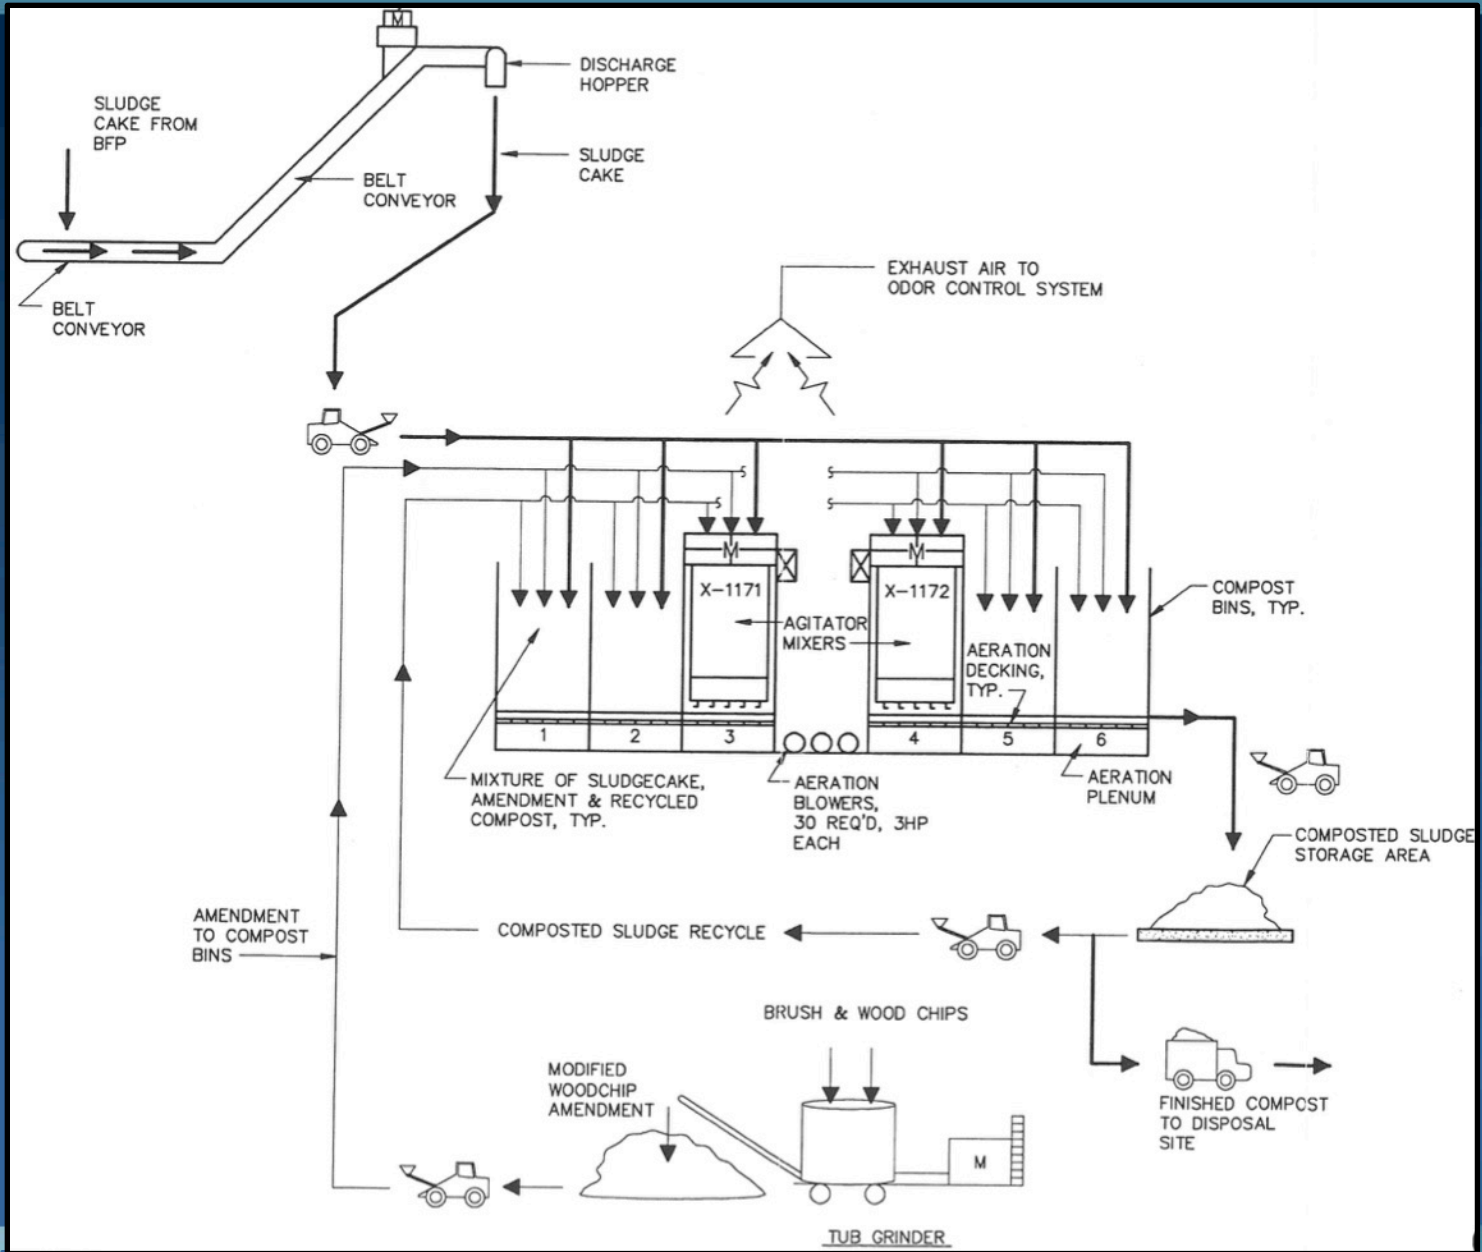 M
DISCHARGE
HOPPER
SLUDGE
CAKE FROM
BFP
SLUDGE
CAKE
BELT
CONVEYOR
BELT
CONVEYOR
EXHAUST AIR TO
ODOR CONTROL SYSTEM
M
M
X-1171
X-1172
COMPOST
BINS, TYP.
AGITATOR
MIXERS
AERATION
DECKING,
TYP.
1
2
3
4
5
6
MIXTURE OF SLUDGECAKE,
AMENDMENT & RECYCLED
COMPOST, TYP.
AERATION
BLOWERS,
30 REQ'D, 3HP
EACH
AERATION
PLENUM
COMPOSTED SLUDGE
STORAGE AREA
AMENDMENT
TO COMPOST
BINS
COMPOSTED SLUDGE RECYCLE
BRUSH & WOOD CHIPS
MODIFIED
WOODCHIP
AMENDMENT
M
FINISHED COMPOST
TO DISPOSAL
SITE
TUB GRINDER